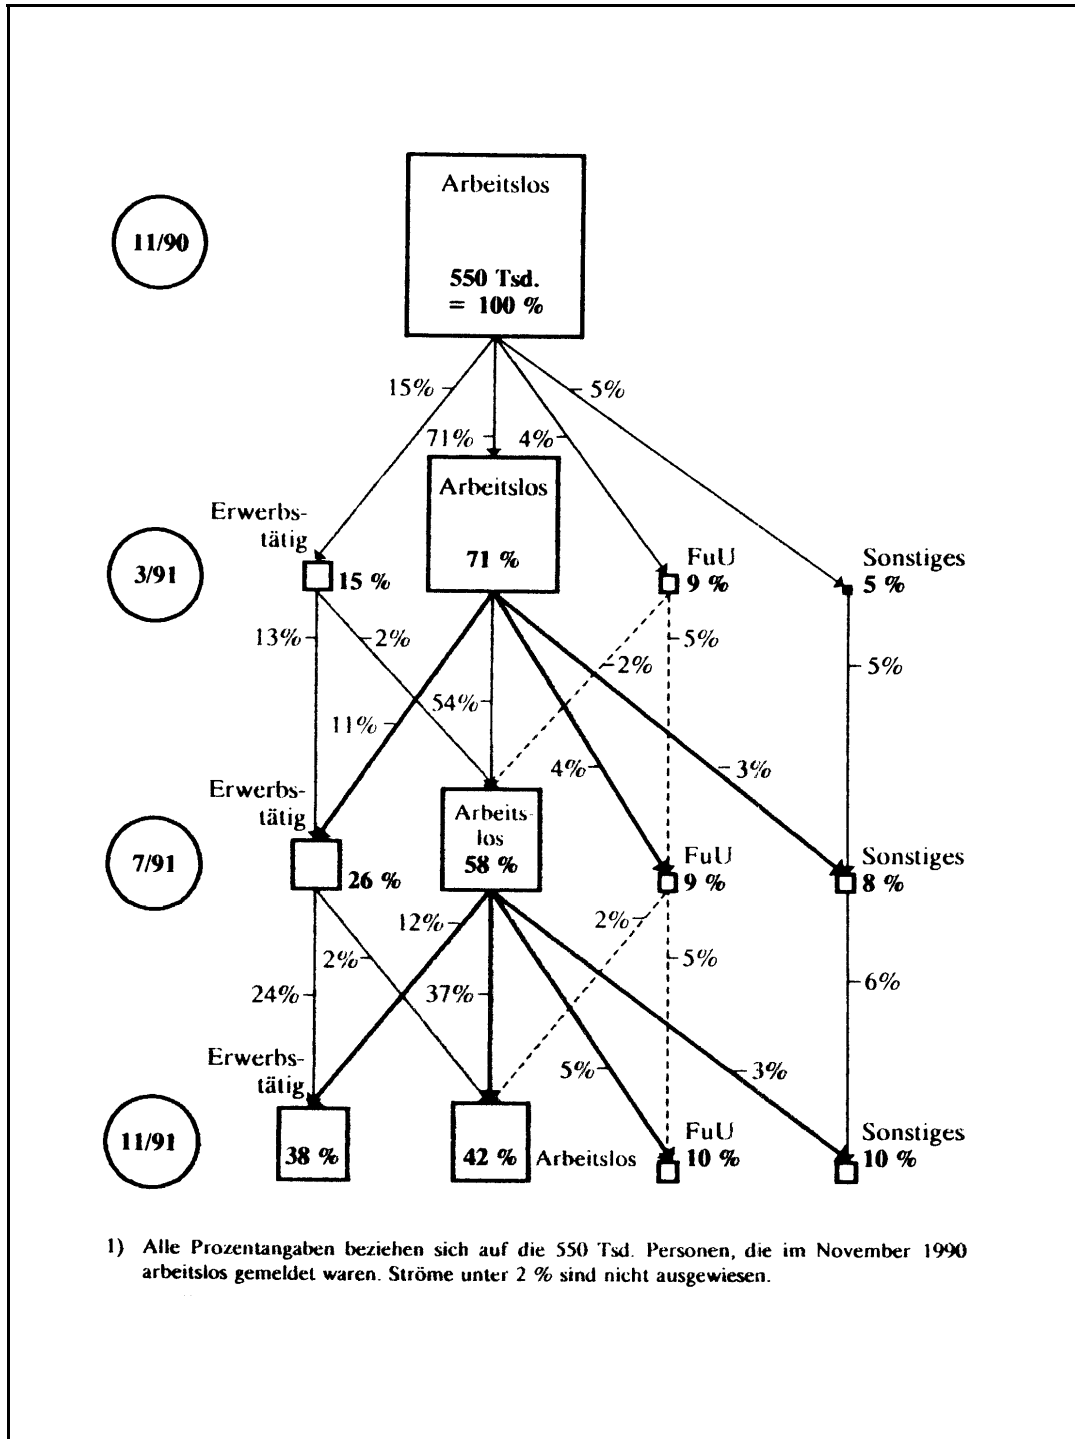 Arbeitslos
11/90
550 Tsd.
= 100 %
15%
5%
71%
4%
Arbeitslos
Erwerbs-
tätig
3/91
15 %
71 %
FuU
9 %
Sonstiges
5 %
13%
2%
2%
5%
5%
11%
54%
4%
3%
Erwerbs-
tätig
7/91
26 %
Arbeits-
los
58 %
FuU
9 %
Sonstiges
8 %
12%
2%
2%
5%
24%
37%
6%
5%
3%
Erwerbs-
tätig
11/91
38 %
42 % Arbeitslos
FuU
10 %
Sonstiges
10 %
1) Alle Prozentangaben beziehen sich auf die 550 Tsd. Personen, die im November 1990
arbeitslos gemeldet waren. Ströme unter 2 % sind nicht ausgewiesen.